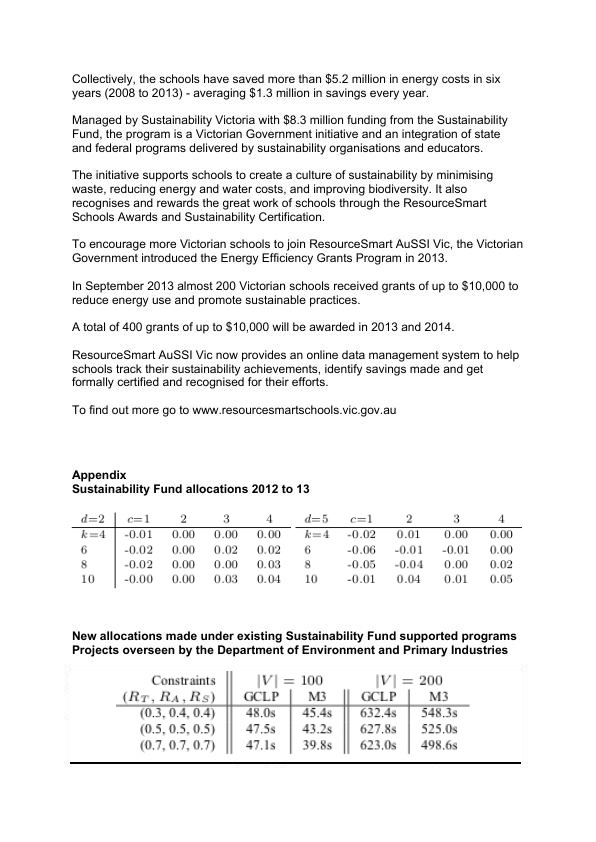 Collectively, the schools have saved more than $5.2 million in energy costs in six
years (2008 to 2013) - averaging $1.3 million in savings every year.
Managed by Sustainability Victoria with $8.3 million funding from the Sustainability
Fund, the program is a Victorian Government initiative and an integration of state
and federal programs delivered by sustainability organisations and educators.
The initiative supports schools to create a culture of sustainability by minimising
waste, reducing energy and water costs, and improving biodiversity. It also
recognises and rewards the great work of schools through the ResourceSmart
Schools Awards and Sustainability Certification.
To encourage more Victorian schools to join ResourceSmart AuSSI Vic, the Victorian
Government introduced the Energy Efficiency Grants Program in 2013.
In September 2013 almost 200 Victorian schools received grants of up to $10,000 to
reduce energy use and promote sustainable practices.
A total of 400 grants of up to $10,000 will be awarded in 2013 and 2014.
ResourceSmart AuSSI Vic now provides an online data management system to help
schools track their sustainability achievements, identify savings made and get
formally certified and recognised for their efforts.
To find out more go to www.resourcesmartschools.vic.gov.au
Appendix
Sustainability Fund allocations 2012 to 13
d=2 c=1 2 3 4 d=5 c=1 2 3 4
k=4 -0.01 0.00 0.00 0.00 k=4 -0.02 0.01 0.00 0.00
6 -0.02 0.00 0.02 0.02 6 -0.06 -0.01 -0.01 0.00
8 -0.02 0.00 0.00 0.03 8 -0.05 -0.04 0.00 0.02
10 -0.00 0.00 0.03 0.04 10 -0.01 0.04 0.01 0.05
New allocations made under existing Sustainability Fund supported programs
Projects overseen by the Department of Environment and Primary Industries
Constraints |V| = 100 |V| = 200
(R_T, R_A, R_S) GCLP M3 GCLP M3
(0.3, 0.4, 0.4) 48.0s 45.4s 632.4s 548.3s
(0.5, 0.5, 0.5) 47.5s 43.2s 627.8s 525.0s
(0.7, 0.7, 0.7) 47.1s 39.8s 623.0s 498.6s